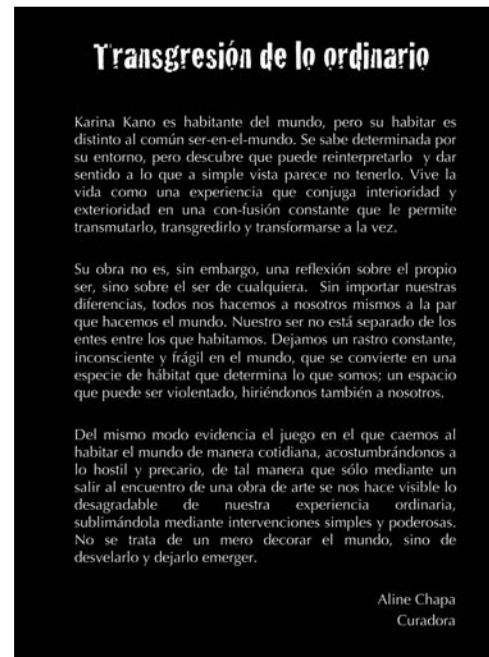 Transgresión de lo ordinario
Karina Kano es habitante del mundo, pero su habitar es
distinto al común ser-en-el-mundo. Se sabe determinada por
su entorno, pero descubre que puede reinterpretarlo y dar
sentido a lo que a simple vista parece no tenerlo. Vive la
vida como una experiencia que conjuga interioridad y
exterioridad en una con-fusión constante que le permite
transmutarlo, transgredirlo y transformarse a la vez.
Su obra no es, sin embargo, una reflexión sobre el propio
ser, sino sobre el ser de cualquiera. Sin importar nuestras
diferencias, todos nos hacemos a nosotros mismos a la par
que hacemos el mundo. Nuestro ser no está separado de los
entes entre los que habitamos. Dejamos un rastro constante,
inconsciente y frágil en el mundo, que se convierte en una
especie de hábitat que determina lo que somos; un espacio
que puede ser violentado, hiriéndonos también a nosotros.
Del mismo modo evidencia el juego en el que caemos al
habitar el mundo de manera cotidiana, acostumbrándonos a
lo hostil y precario, de tal manera que sólo mediante un
salir al encuentro de una obra de arte se nos hace visible lo
desagradable de nuestra experiencia ordinaria,
sublimándola mediante intervenciones simples y poderosas.
No se trata de un mero decorar el mundo, sino de
desvelarlo y dejarlo emerger.
Aline Chapa
Curadora